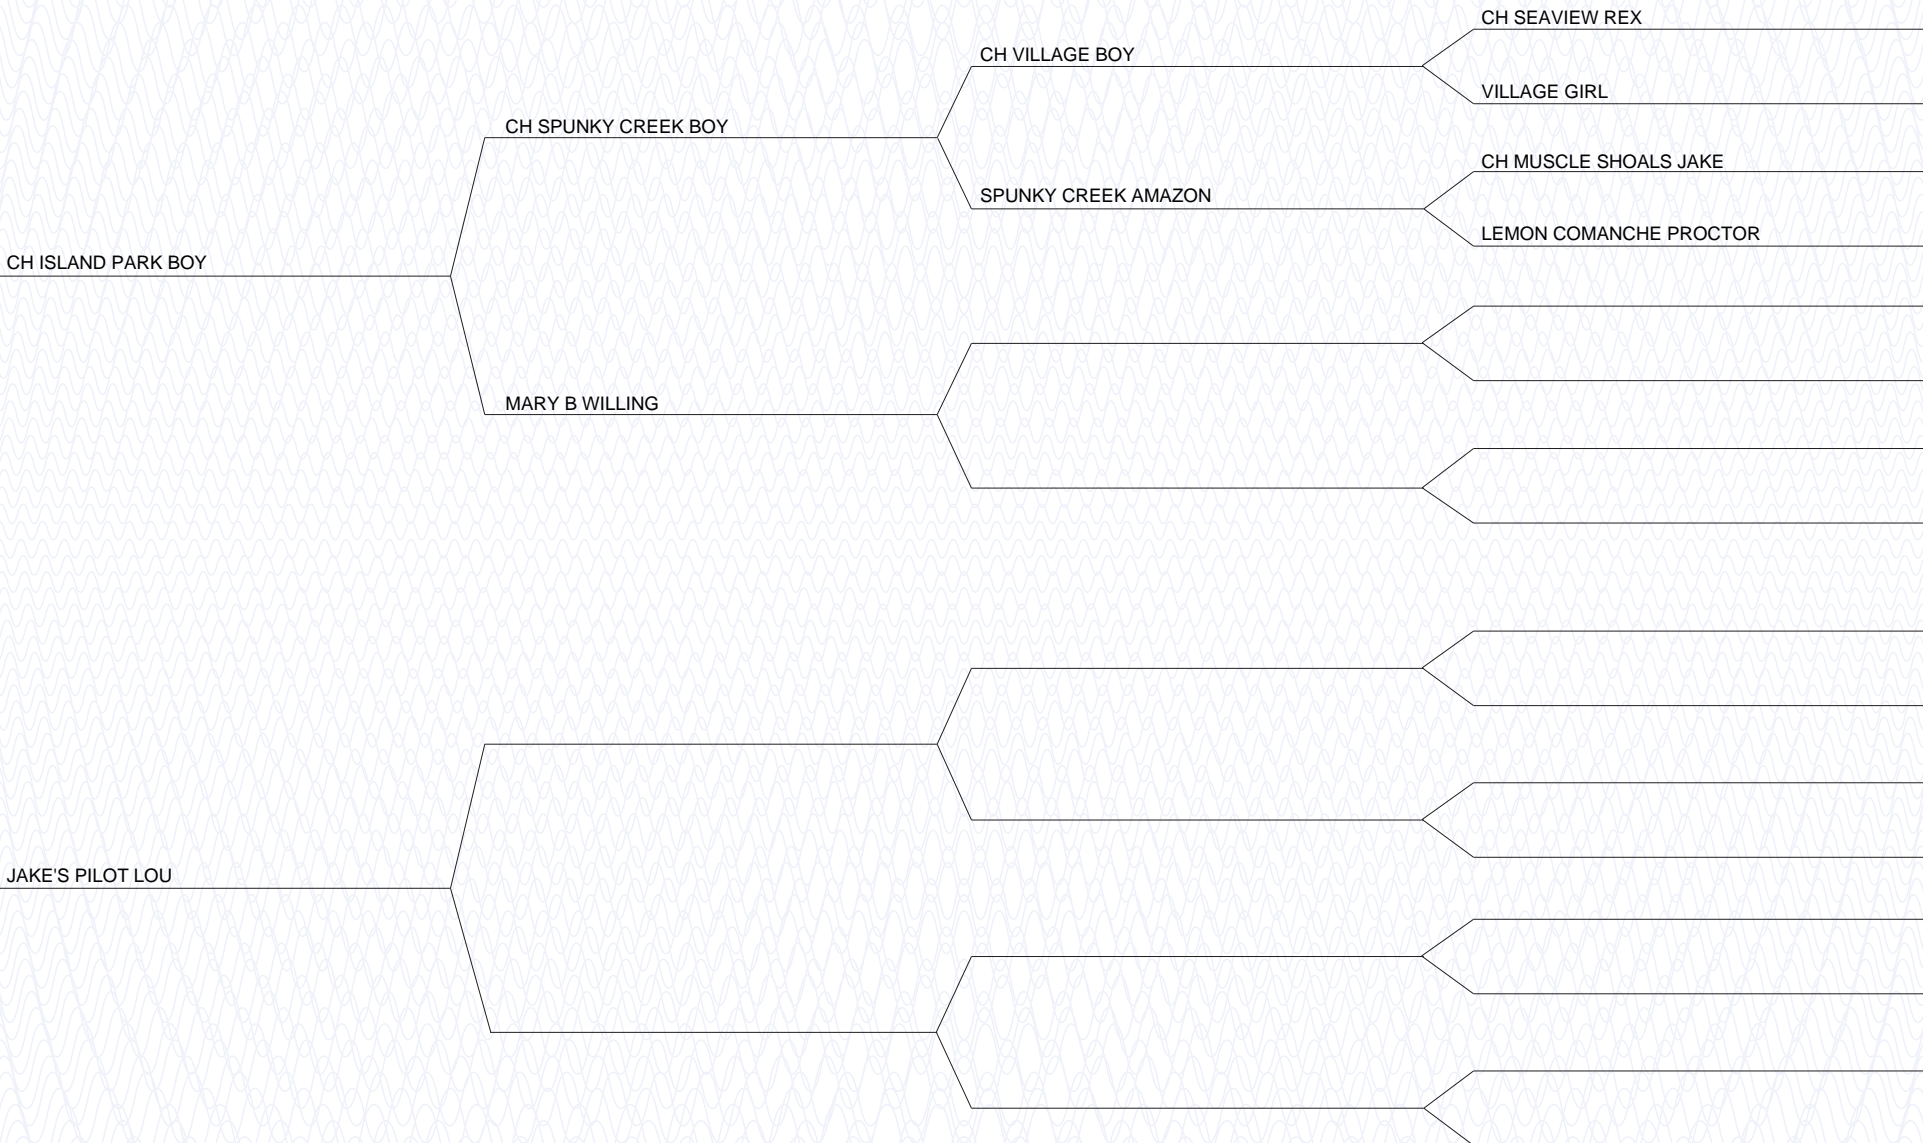 CH SEAVIEW REX
CH VILLAGE BOY
VILLAGE GIRL
CH SPUNKY CREEK BOY
CH MUSCLE SHOALS JAKE
SPUNKY CREEK AMAZON
LEMON COMANCHE PROCTOR
CH ISLAND PARK BOY
MARY B WILLING
JAKE'S PILOT LOU